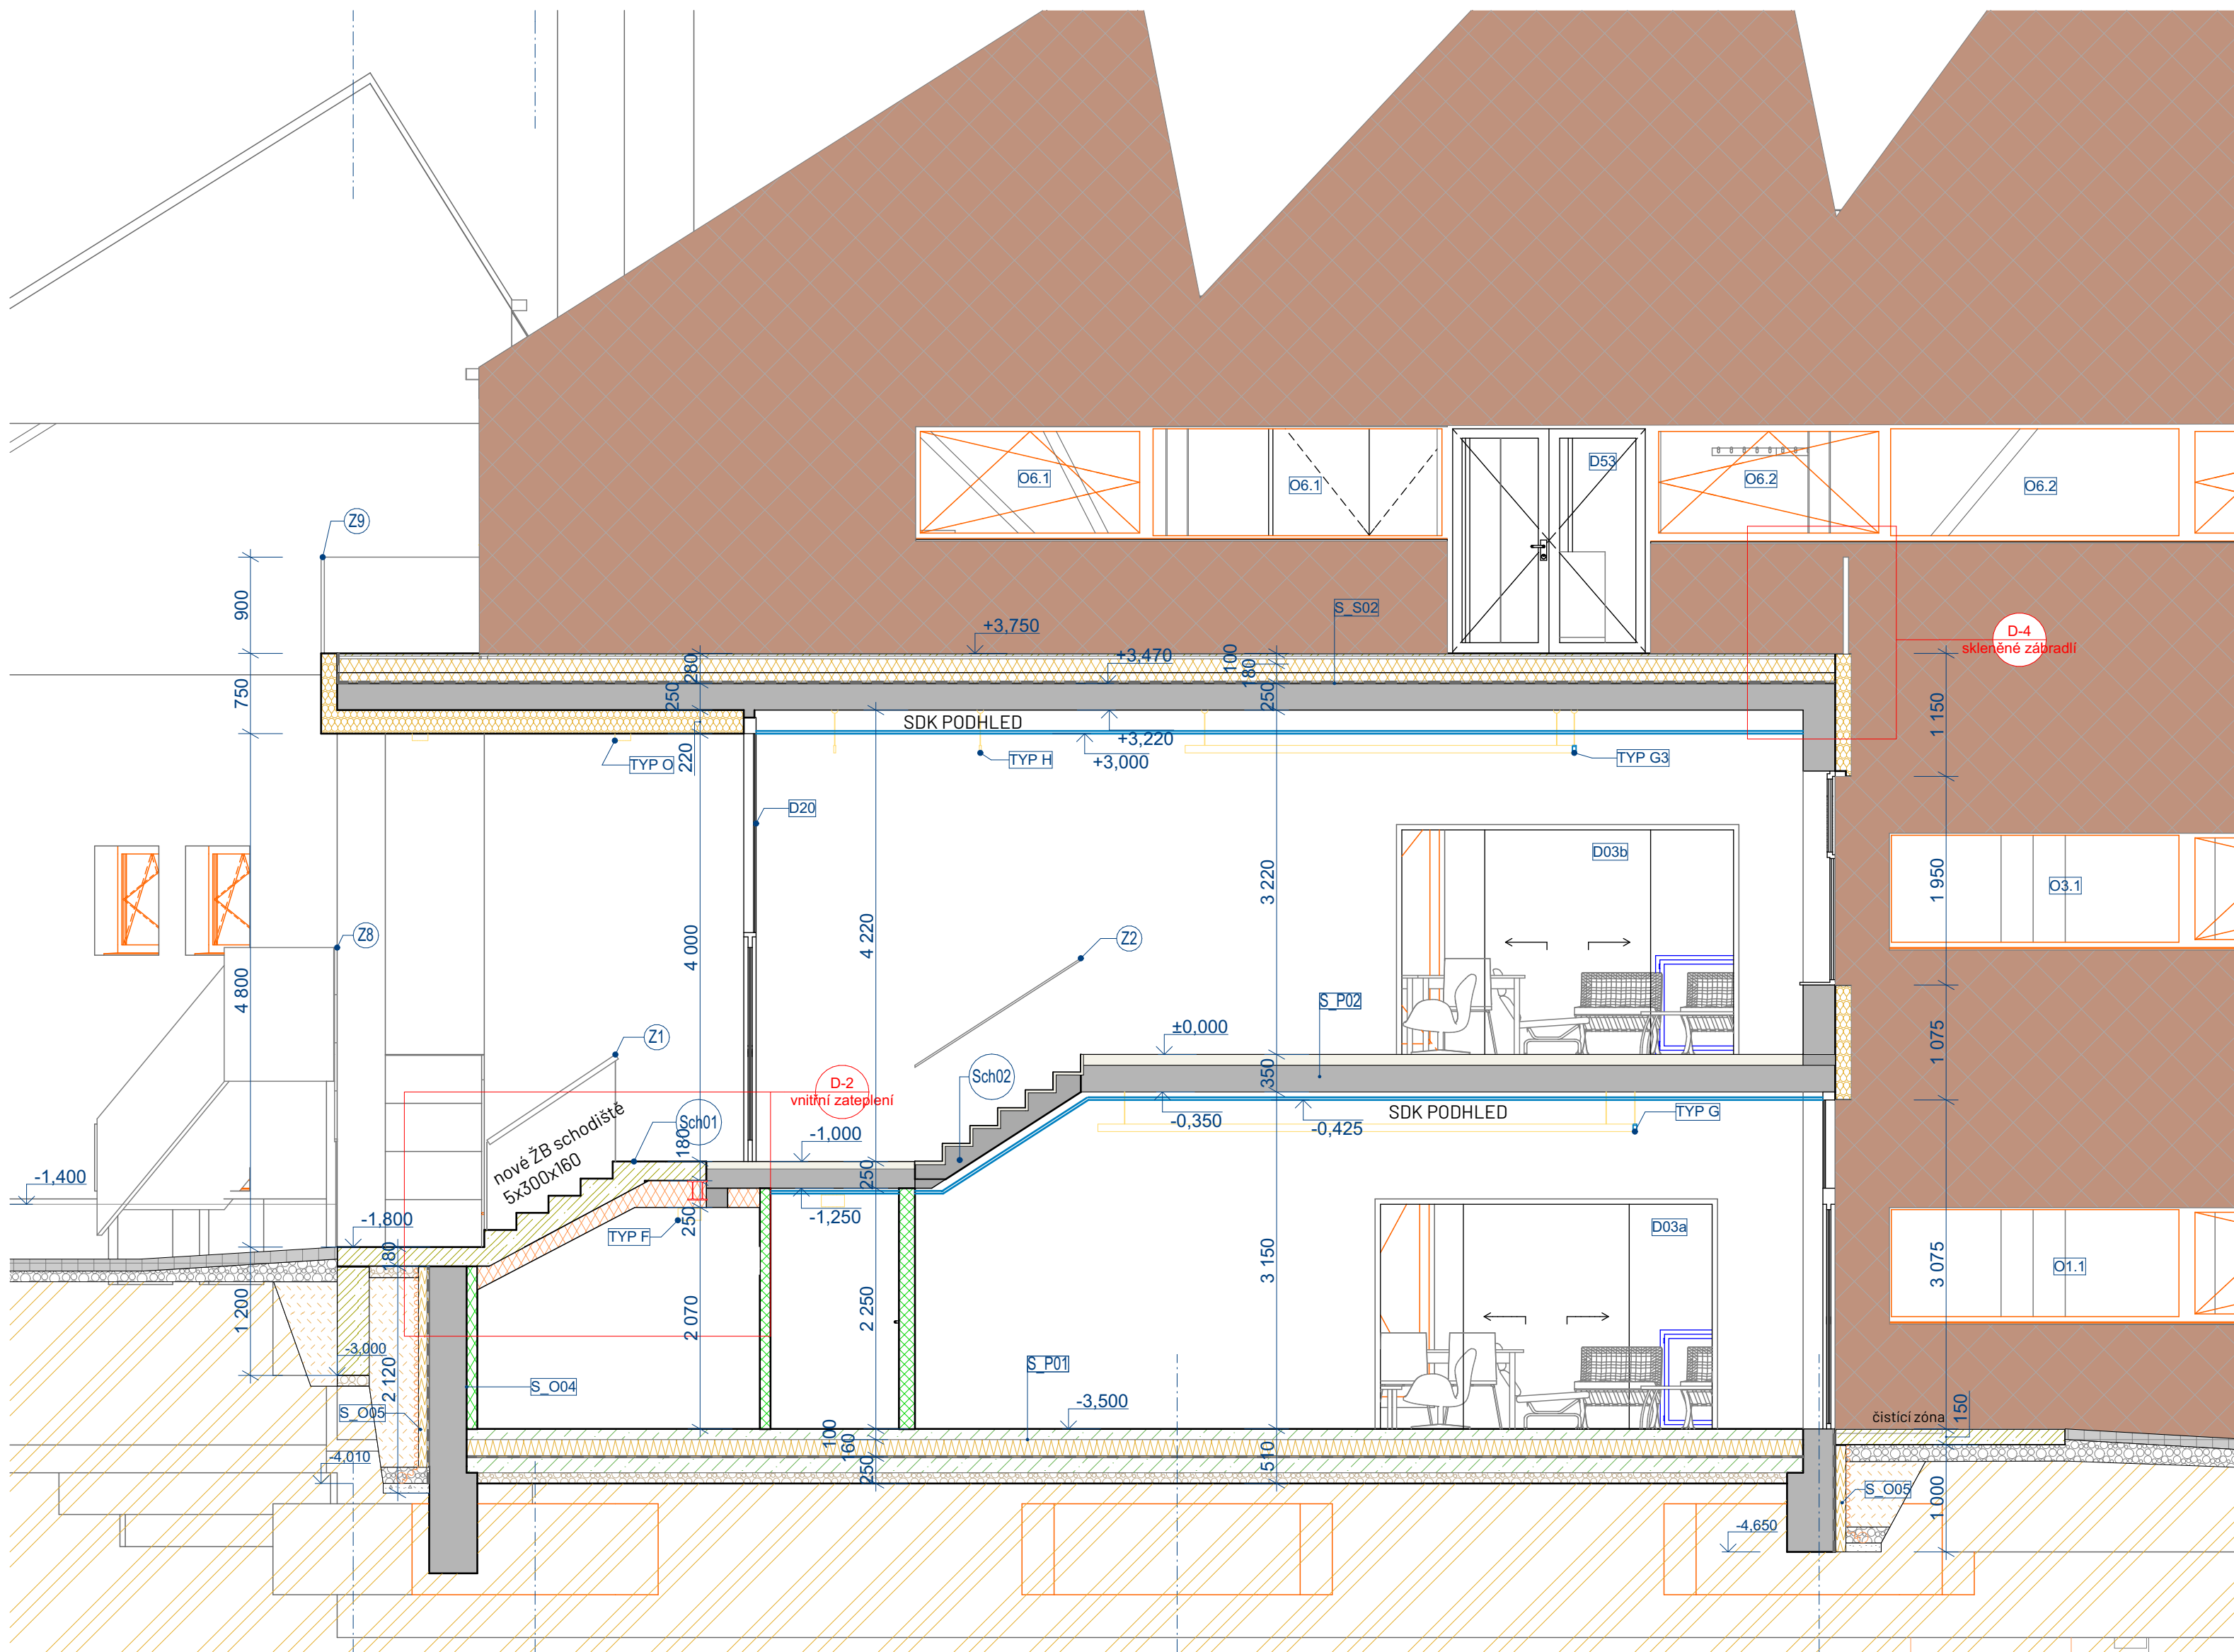 O6.1
O6.1
D53
O6.2
O6.2
Z9
900
S_S02
+3,750
D-4
skleněné zábradlí
280
+3,470
100
180
750
250
250
1 150
SDK PODHLED
+3,220
+3,000
220
TYP O
TYP H
TYP G3
D20
D03b
3 220
1 950
O3.1
Z8
Z2
4 000
4 220
4 800
S_P02
±0,000
Z1
1 075
D-2
vnitřní zateplení
Sch02
350
nové ŽB schodiště
5x300x160
Sch01
180
-0,350
-0,425
SDK PODHLED
TYP G
-1,000
-1,400
250
-1,250
250
-1,800
180
TYP F
D03a
3 150
3 075
O1.1
1 200
2 070
2 250
-3,000
2 120
S_O04
S_P01
S_O05
-3,500
čistící zóna
150
100
160
250
510
-4,010
S_O05
1 000
-4,650